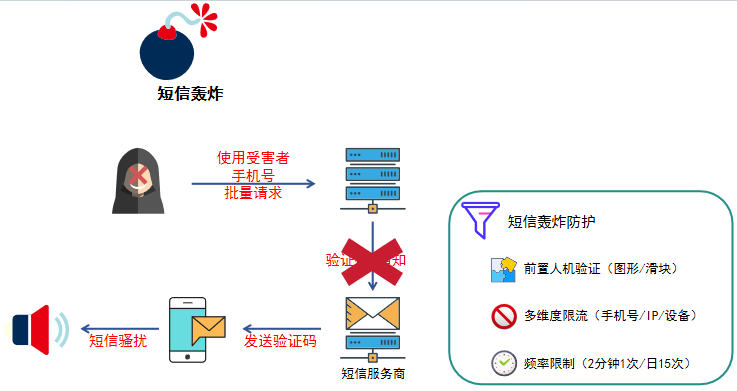 短信轰炸
使用受害者
手机号
批量请求
验证
知
短信骚扰
发送验证码
短信服务商
短信轰炸防护
前置人机验证（图形/滑块）
多维度限流（手机号/IP/设备）
频率限制（2分钟1次/日15次）